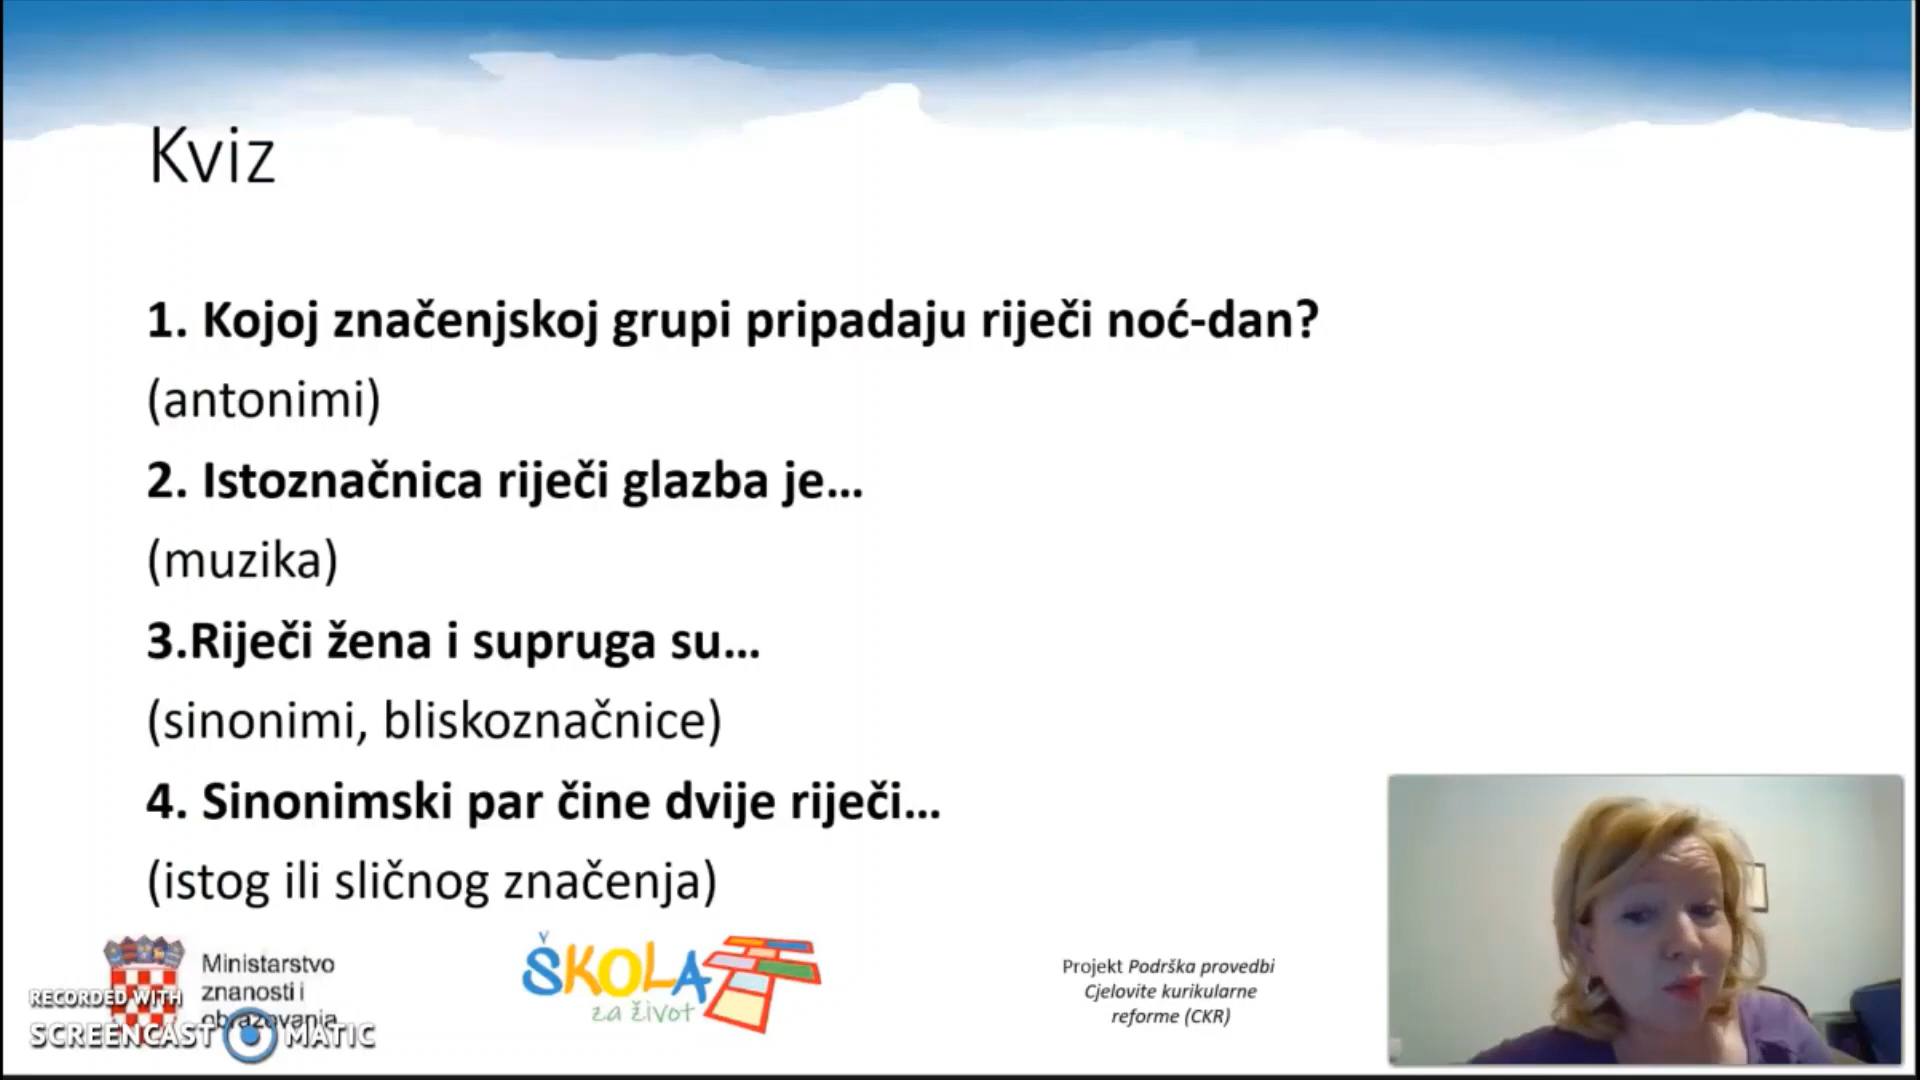 Kviz
1. Kojoj značenjskoj grupi pripadaju riječi noć-dan?
(antonimi)
2. Istoznačnica riječi glazba je...
(muzika)
3.Riječi žena i supruga su...
(sinonimi, bliskoznačnice)
4. Sinonimski par čine dvije riječi...
(istog ili sličnog značenja)
Ministarstvo
znanosti i
obrazovanja
RECORDED WITH
SCREENCAST MATIC
ŠKOLA
za život
Projekt Podrška provedbi
Cjelovite kurikularne
reforme (CKR)